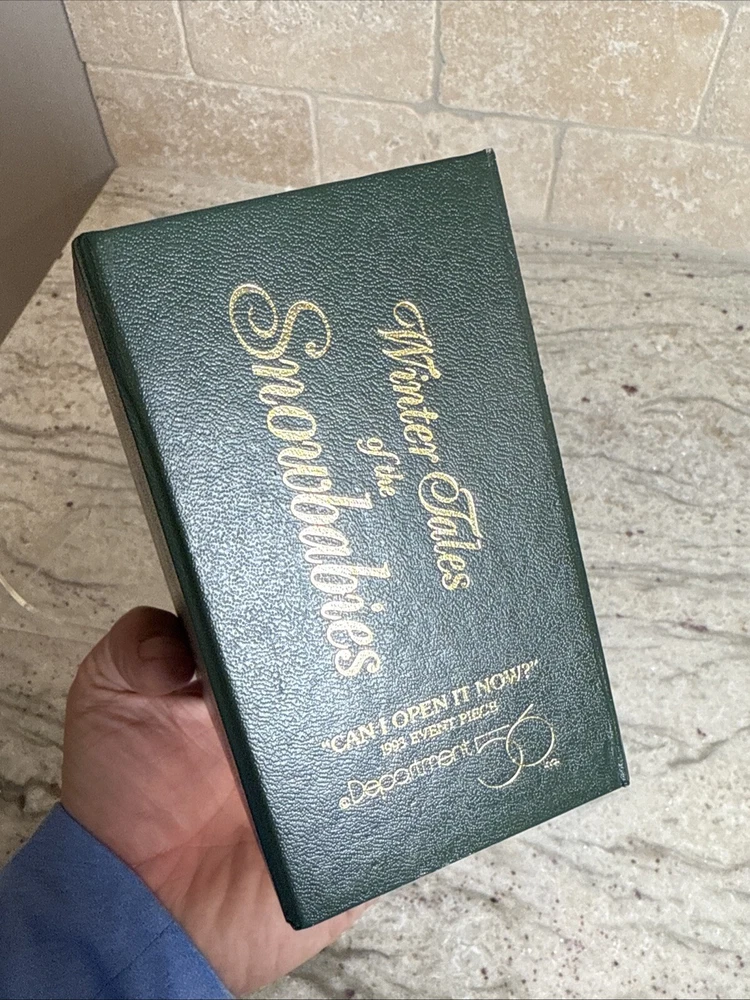 Winter Tales
of the
Snowbabies
"CAN I OPEN IT NOW?"
1993 EVENT PIECE
©Department 56 ®